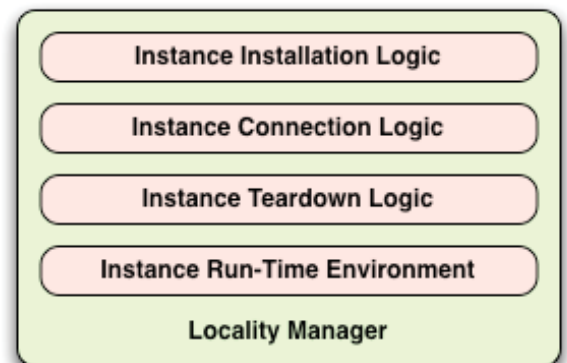 Instance Installation Logic
Instance Connection Logic
Instance Teardown Logic
Instance Run-Time Environment
Locality Manager